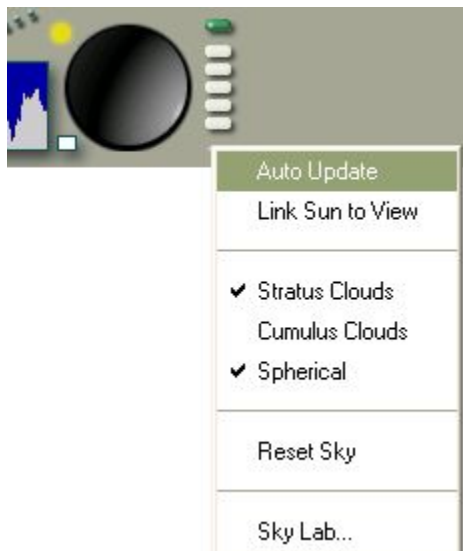 Auto Update
Link Sun to View
Stratus Clouds
Cumulus Clouds
Spherical
Reset Sky
Sky Lab...